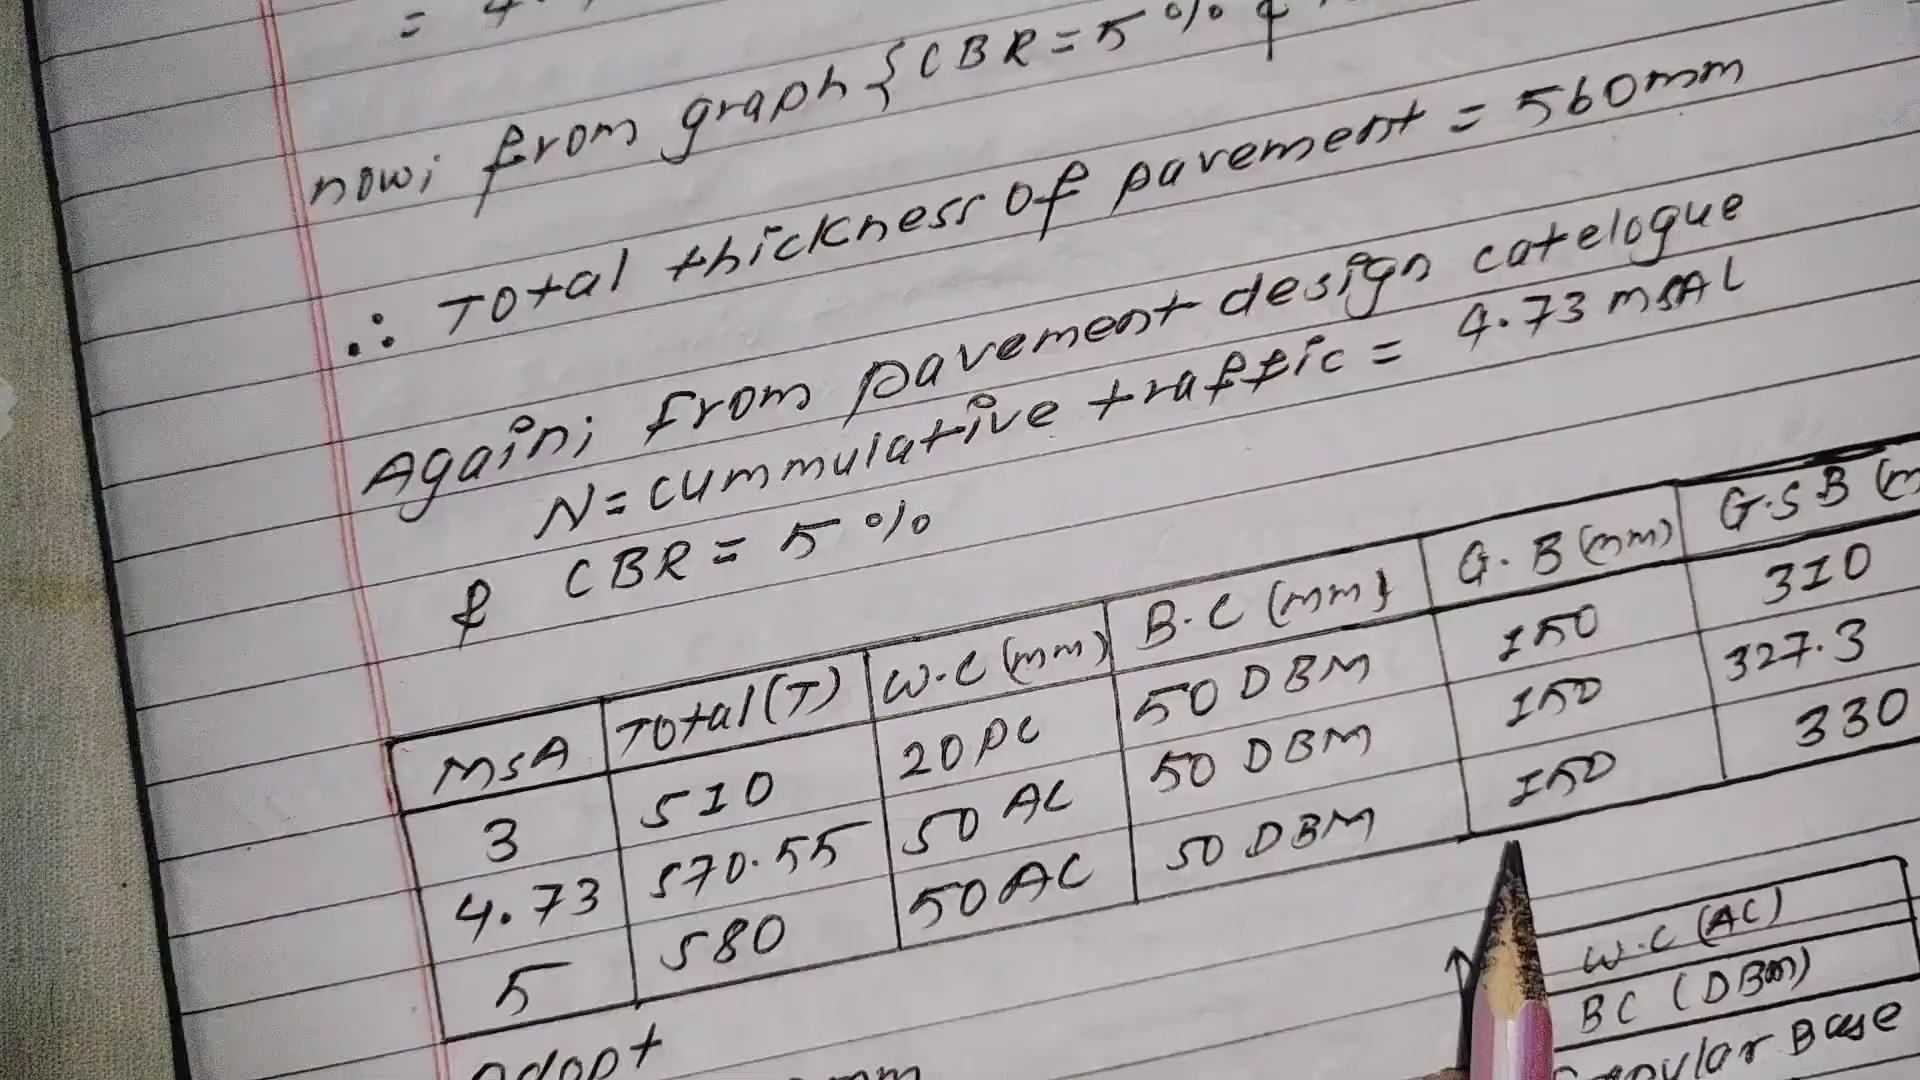 = 4.
now; from graph {CBR = 5% &
∴ Total thickness of pavement = 560mm
Again; from pavement design catelogue
N = cummulative traffic = 4.73 msAL
& CBR = 5%
MSA Total(T) W.C (mm) B.C (mm) G.B (mm) G.SB (m
3 510 20 PC 50 DBM 150 310
4.73 570.55 50 AC 50 DBM 150 327.3
5 580 50 AC 50 DBM 150 330
W.C (AC)
BC (DBM)
Base
Adopt
mm